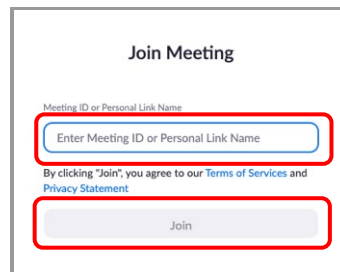 Join Meeting
Meeting ID or Personal Link Name
Enter Meeting ID or Personal Link Name
By clicking "Join", you agree to our Terms of Services and
Privacy Statement
Join